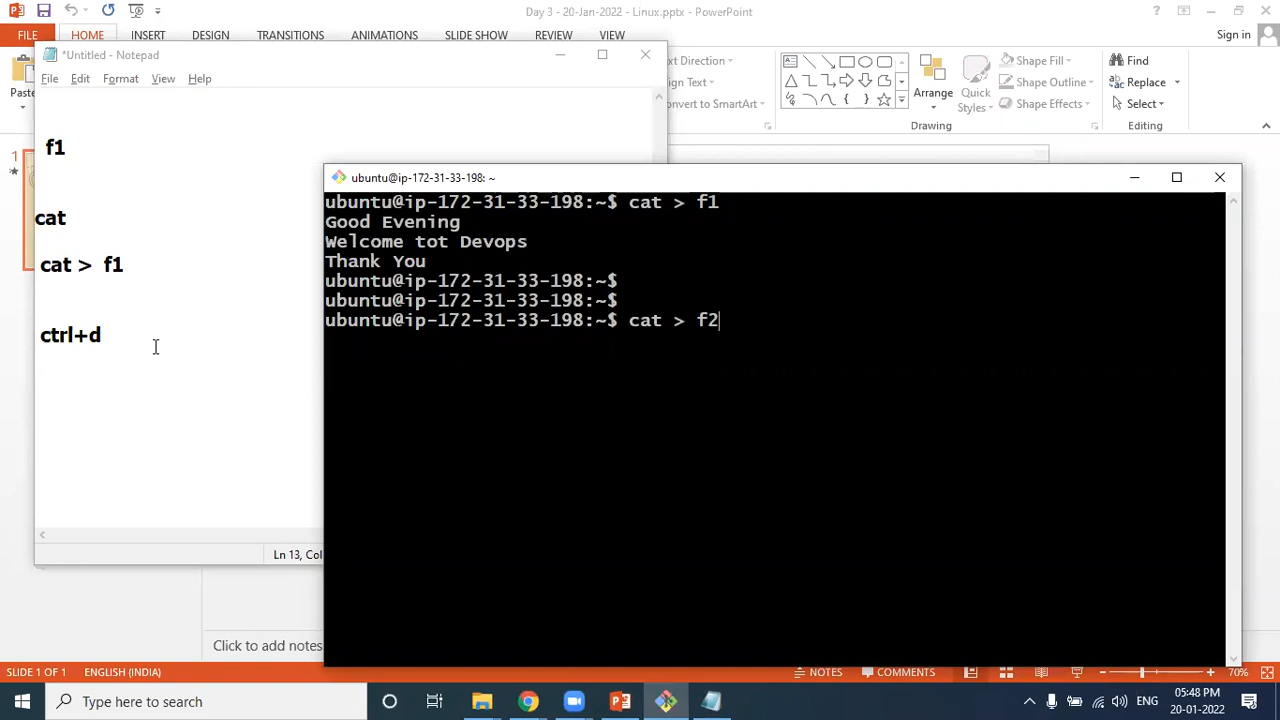 Day 3 - 20-Jan-2022 - Linux.pptx - PowerPoint
Sign in
FILE HOME INSERT DESIGN TRANSITIONS ANIMATIONS SLIDE SHOW REVIEW VIEW
*Untitled - Notepad
File Edit Format View Help
Shape Fill
Shape Outline
Shape Effects
Arrange
Quick
Styles
Drawing
Find
Replace
Select
Editing
1
f1
cat
cat > f1
ctrl+d
Ln 13, Col
ubuntu@ip-172-31-33-198: ~
ubuntu@ip-172-31-33-198:~$ cat > f1
Good Evening
Welcome tot Devops
Thank You
ubuntu@ip-172-31-33-198:~$
ubuntu@ip-172-31-33-198:~$
ubuntu@ip-172-31-33-198:~$ cat > f2
Click to add notes
SLIDE 1 OF 1 ENGLISH (INDIA) NOTES COMMENTS 70%
Type here to search
ENG
05:48 PM
20-01-2022